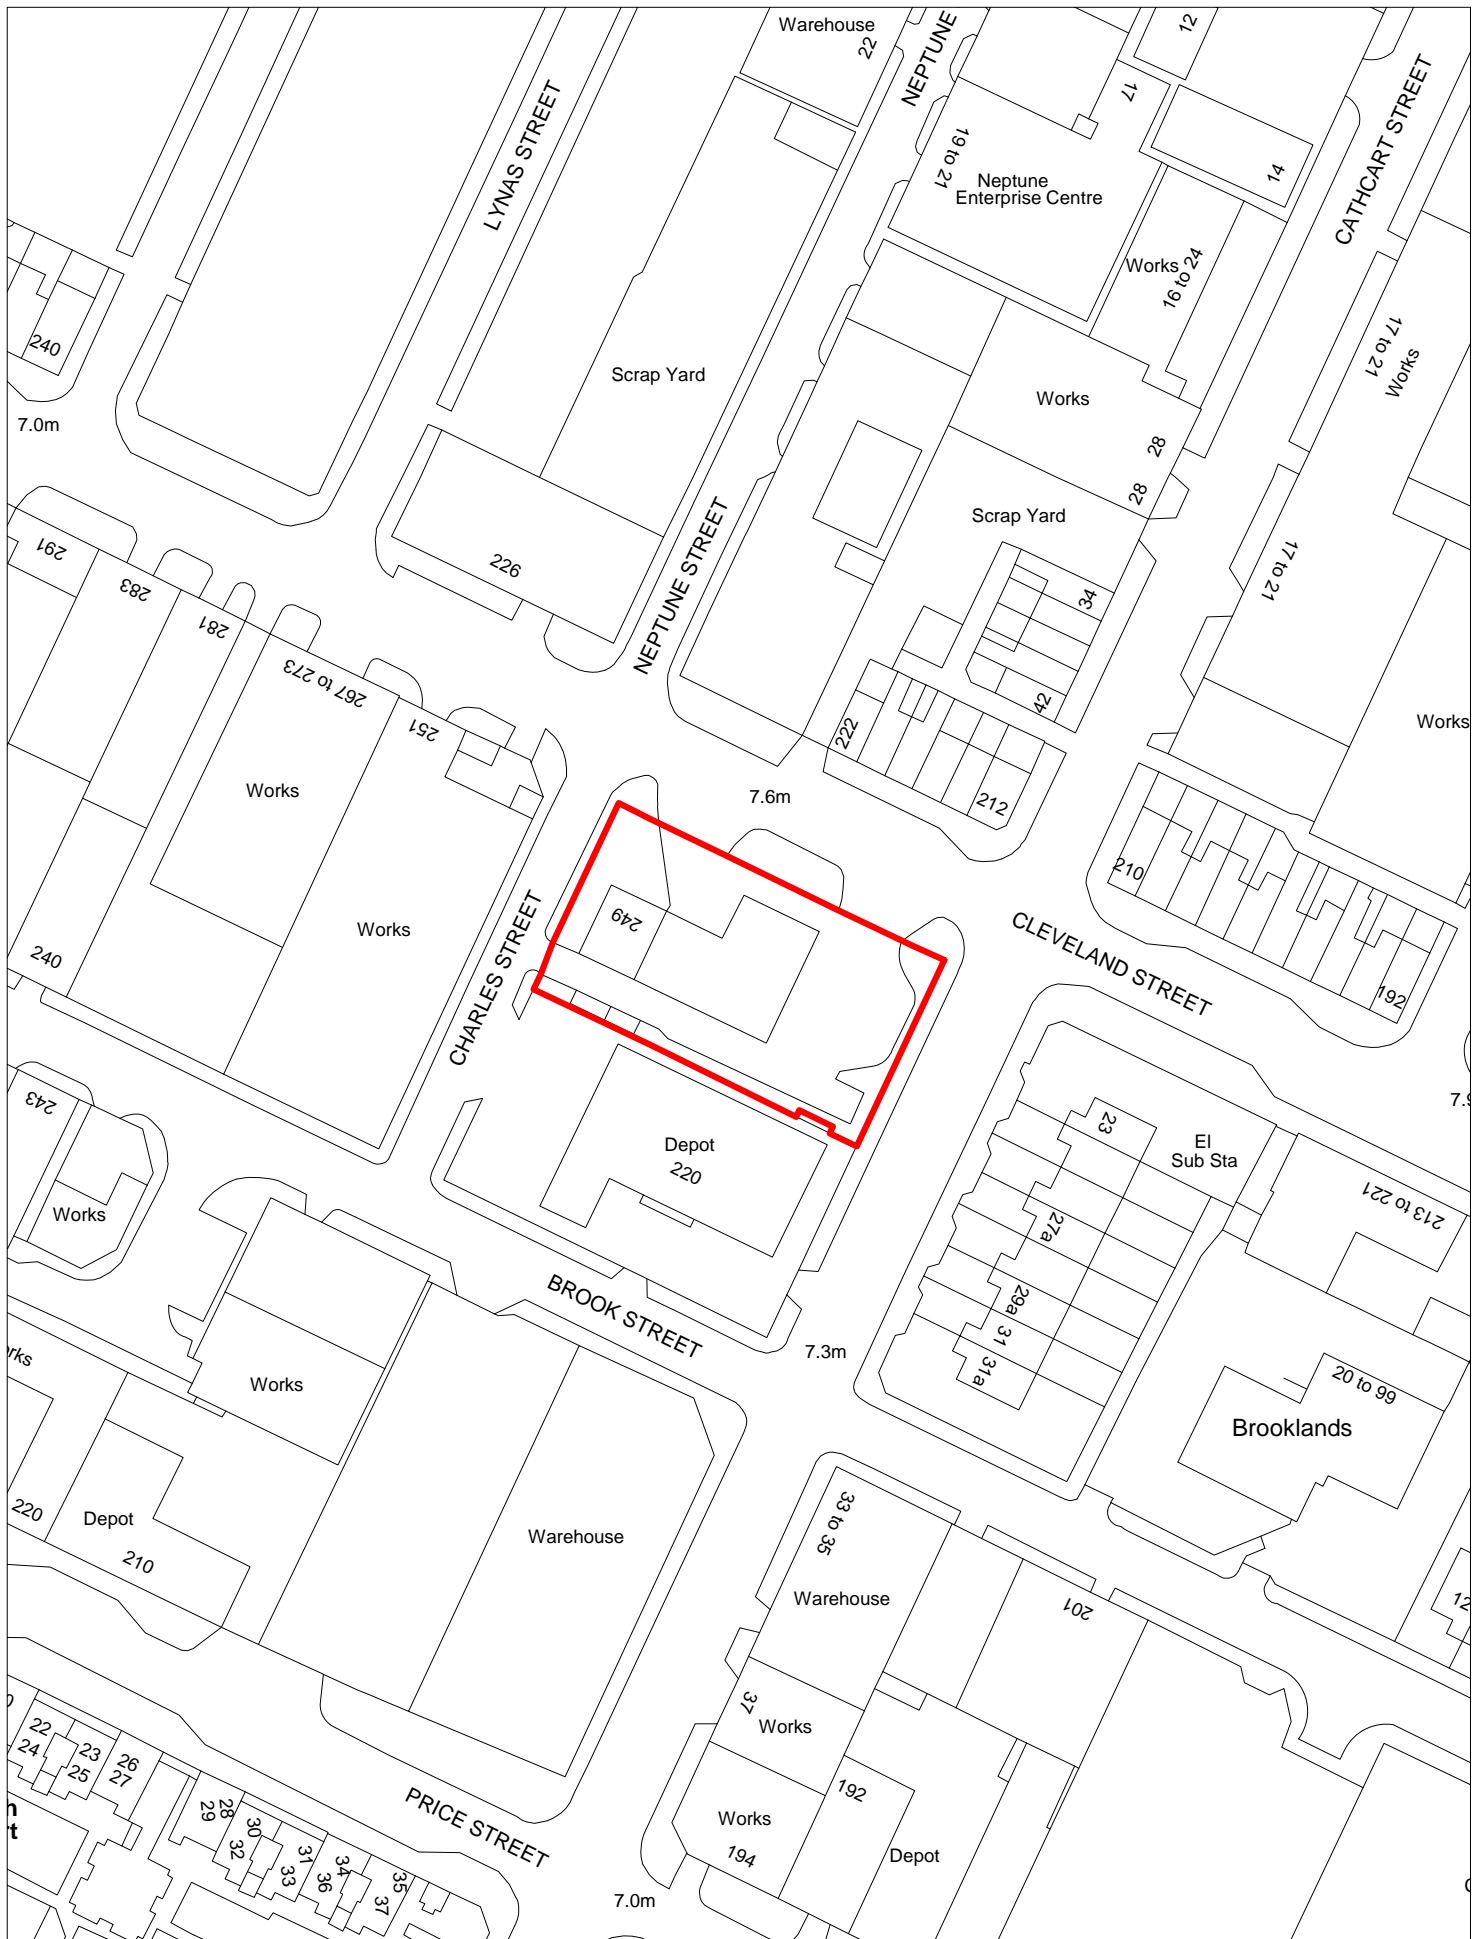 Warehouse
22
NEPTUNE
12
17
CATHCART STREET
LYNAS STREET
19 to 21
Neptune
Enterprise Centre
14
Works
16 to 24
240
7.0m
Scrap Yard
Works
28
28
17 to 21
Works
Scrap Yard
291
283
281
267 to 273
251
226
NEPTUNE STREET
34
42
17 to 21
222
212
Works
Works
7.6m
210
192
249
CHARLES STREET
Works
240
CLEVELAND STREET
243
Works
Depot
220
23
El
Sub Sta
27a
29a
31
31a
213 to 221
BROOK STREET
7.3m
Works
20 to 99
Brooklands
220
Depot
210
Warehouse
33 to 35
Warehouse
201
37
Works
192
Works
194
Depot
22
24
23
25
26
27
28
29
30
32
31
33
34
36
35
37
PRICE STREET
7.0m